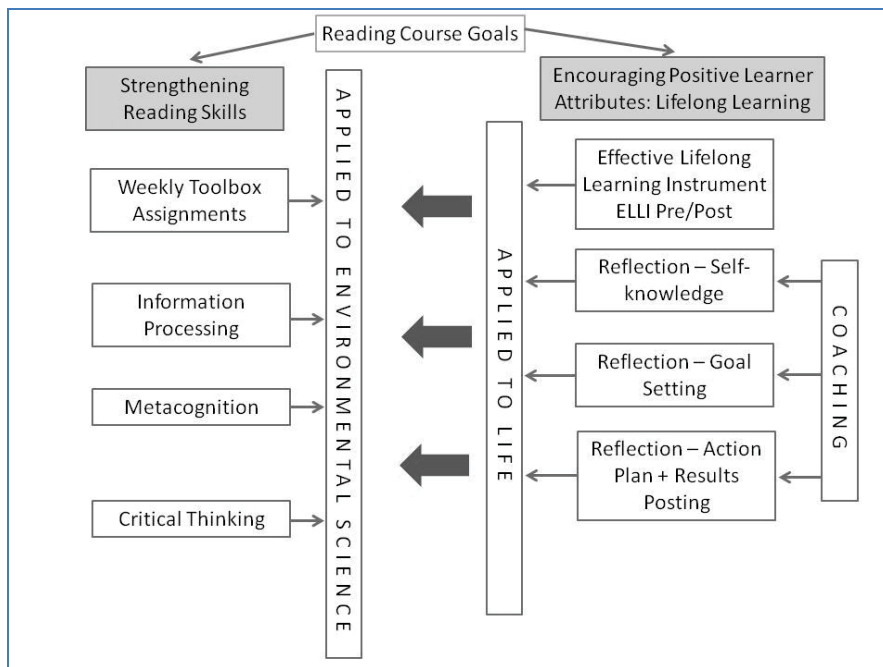 Reading Course Goals
Strengthening
Reading Skills
Encouraging Positive Learner
Attributes: Lifelong Learning
Weekly Toolbox
Assignments
Information
Processing
Metacognition
Critical Thinking
APPLIED TO ENVIRONMENTAL SCIENCE
APPLIED TO LIFE
Effective Lifelong
Learning Instrument
ELLI Pre/Post
Reflection – Self-
knowledge
Reflection – Goal
Setting
Reflection – Action
Plan + Results
Posting
COACHING